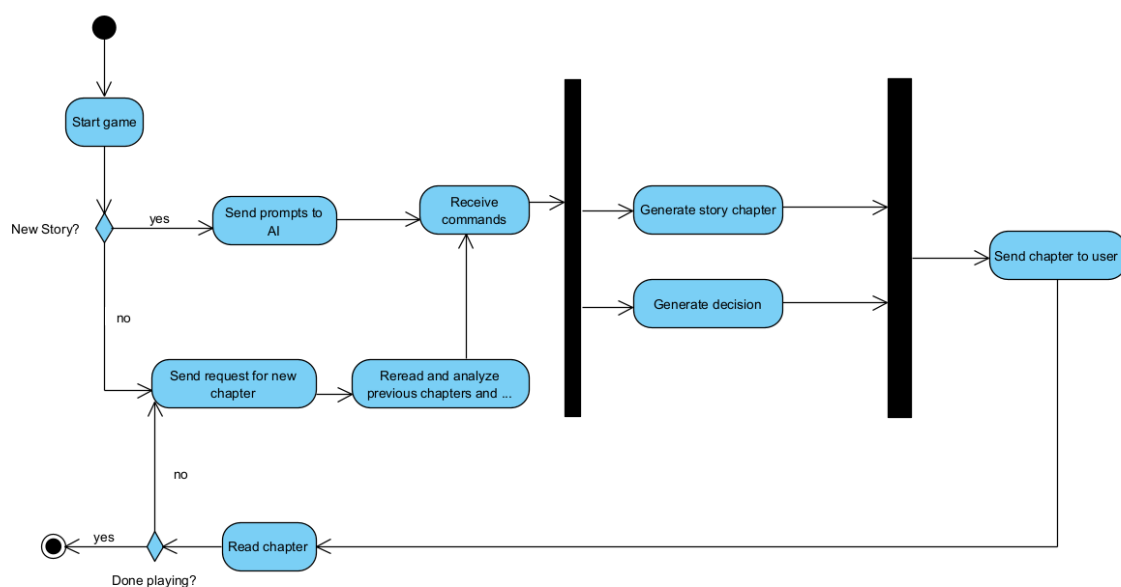 Start game
New Story?
yes
Send prompts to
AI
Receive
commands
Generate story chapter
Send chapter to user
Generate decision
no
Send request for new
chapter
Reread and analyze
previous chapters and ...
no
yes
Read chapter
Done playing?